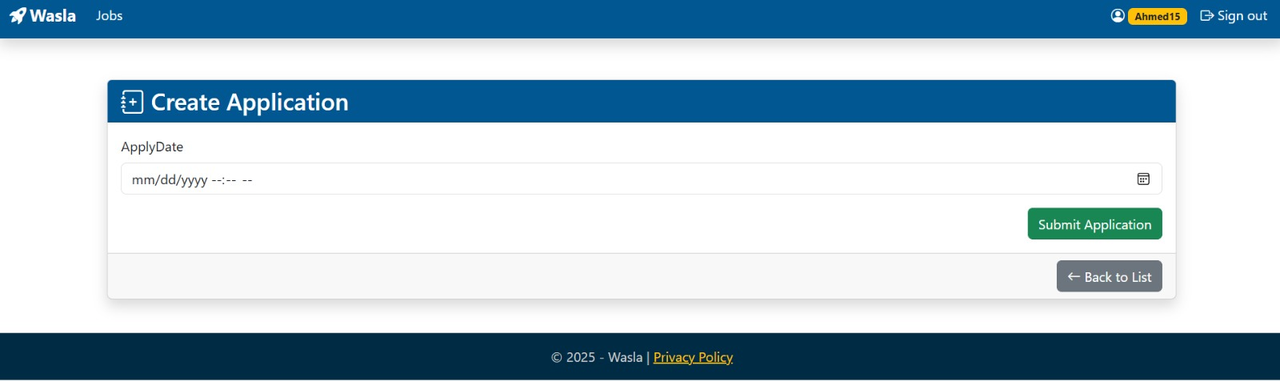 Wasla Jobs Ahmed15 Sign out
Create Application
ApplyDate
mm/dd/yyyy --:-- --
Submit Application
← Back to List
© 2025 - Wasla | Privacy Policy